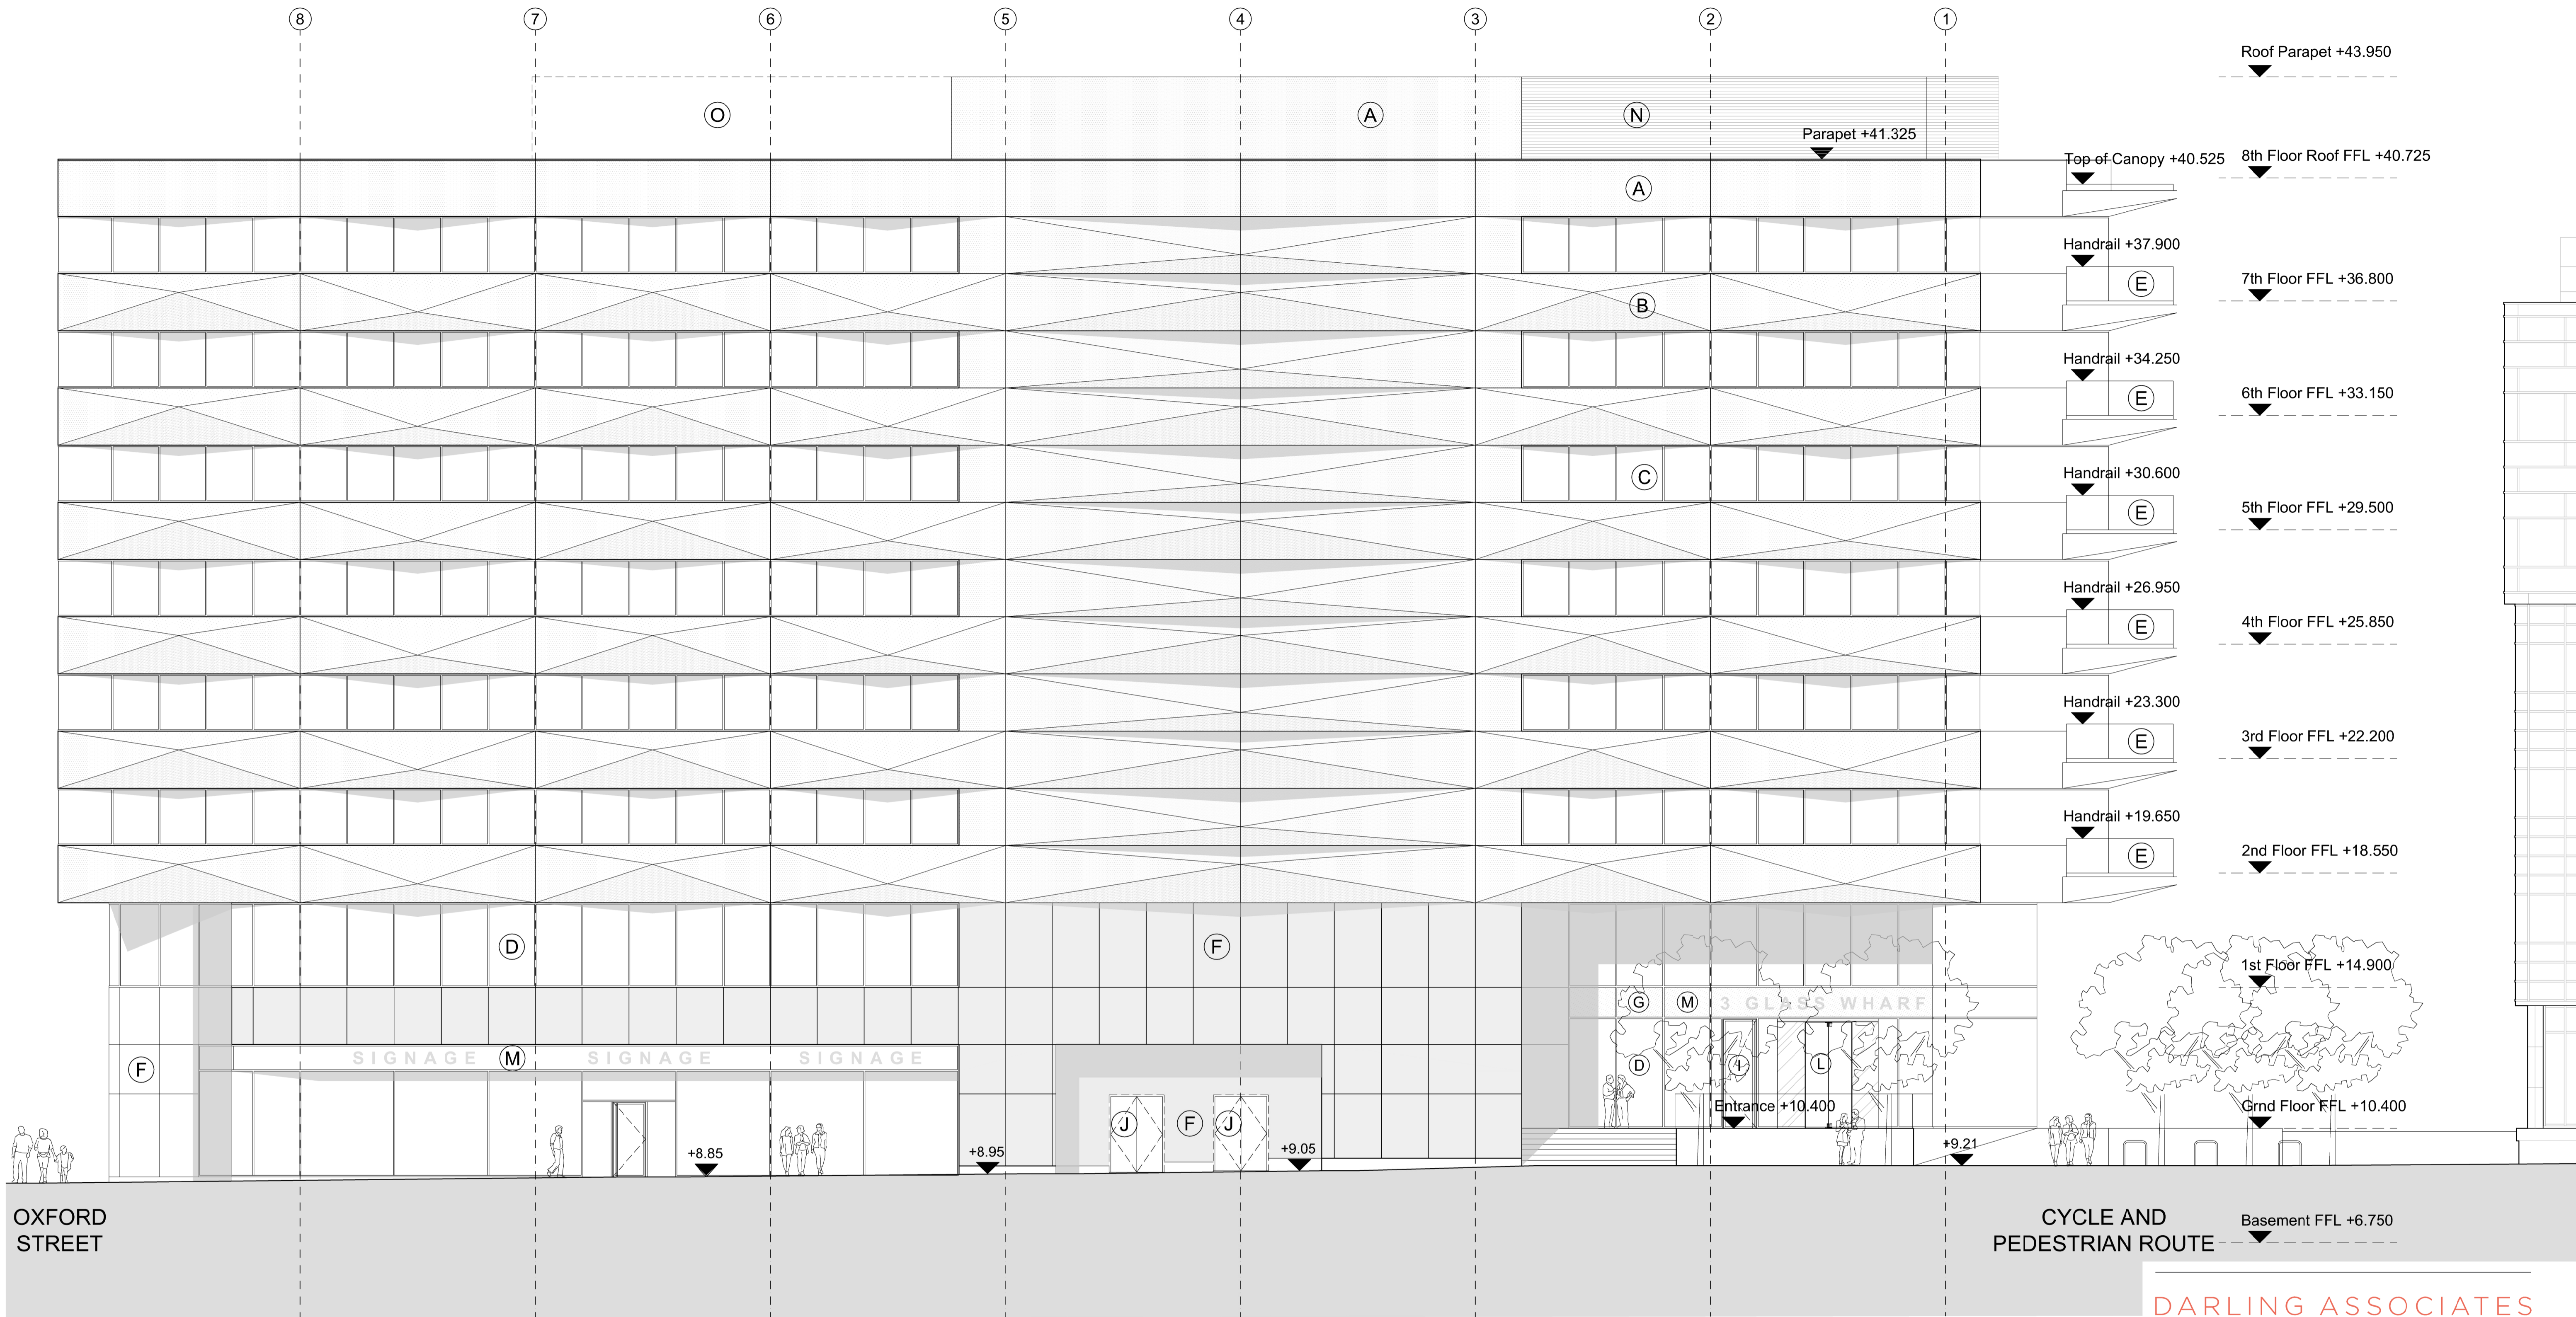 8 7 6 5 4 3 2 1
Roof Parapet +43.950
O A N
Parapet +41.325
Top of Canopy +40.525
8th Floor Roof FFL +40.725
A
Handrail +37.900
7th Floor FFL +36.800
E
B
Handrail +34.250
6th Floor FFL +33.150
E
C
Handrail +30.600
5th Floor FFL +29.500
E
Handrail +26.950
4th Floor FFL +25.850
E
Handrail +23.300
3rd Floor FFL +22.200
E
Handrail +19.650
2nd Floor FFL +18.550
E
D F
1st Floor FFL +14.900
G M 3 GLASS WHARF
SIGNAGE M SIGNAGE SIGNAGE
F D I L
Entrance +10.400
Grnd Floor FFL +10.400
J F J
+8.85 +8.95 +9.05 +9.21
OXFORD
STREET
CYCLE AND
PEDESTRIAN ROUTE
Basement FFL +6.750
DARLING ASSOCIATES